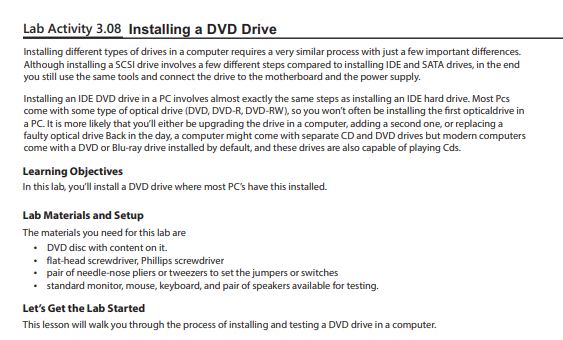 Lab Activity 3.08 Installing a DVD Drive
Installing different types of drives in a computer requires a very similar process with just a few important differences.
Although installing a SCSI drive involves a few different steps compared to installing IDE and SATA drives, in the end
you still use the same tools and connect the drive to the motherboard and the power supply.
Installing an IDE DVD drive in a PC involves almost exactly the same steps as installing an IDE hard drive. Most Pcs
come with some type of optical drive (DVD, DVD-R, DVD-RW), so you won't often be installing the first opticaldrive in
a PC. It is more likely that you'll either be upgrading the drive in a computer, adding a second one, or replacing a
faulty optical drive Back in the day, a computer might come with separate CD and DVD drives but modern computers
come with a DVD or Blu-ray drive installed by default, and these drives are also capable of playing Cds.
Learning Objectives
In this lab, you'll install a DVD drive where most PC's have this installed.
Lab Materials and Setup
The materials you need for this lab are
• DVD disc with content on it.
• flat-head screwdriver, Phillips screwdriver
• pair of needle-nose pliers or tweezers to set the jumpers or switches
• standard monitor, mouse, keyboard, and pair of speakers available for testing.
Let's Get the Lab Started
This lesson will walk you through the process of installing and testing a DVD drive in a computer.